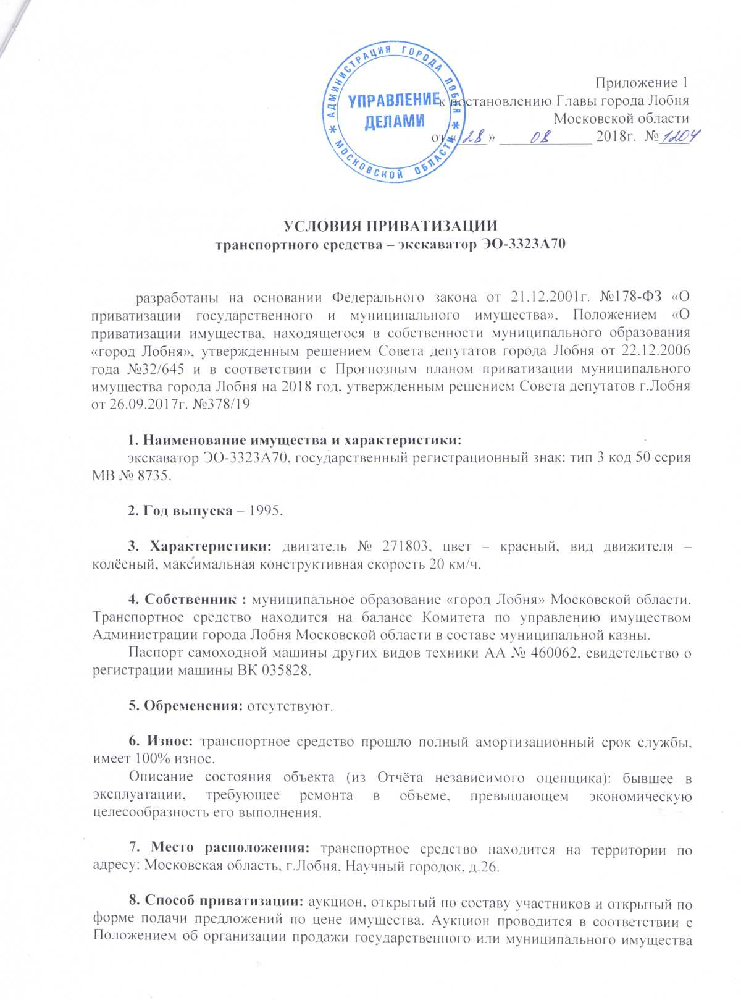 АДМИНИСТРАЦИЯ ГОРОДА ЛОБНЯ
* МОСКОВСКОЙ ОБЛАСТИ *
УПРАВЛЕНИЕ
ДЕЛАМИ
Приложение 1
к постановлению Главы города Лобня
Московской области
от «28» 08 2018г. №1204
УСЛОВИЯ ПРИВАТИЗАЦИИ
транспортного средства – экскаватор ЭО-3323А70
разработаны на основании Федерального закона от 21.12.2001г. №178-ФЗ «О
приватизации государственного и муниципального имущества», Положением «О
приватизации имущества, находящегося в собственности муниципального образования
«город Лобня», утвержденным решением Совета депутатов города Лобня от 22.12.2006
года №32/645 и в соответствии с Прогнозным планом приватизации муниципального
имущества города Лобня на 2018 год, утвержденным решением Совета депутатов г.Лобня
от 26.09.2017г. №378/19
1. Наименование имущества и характеристики:
экскаватор ЭО-3323А70, государственный регистрационный знак: тип 3 код 50 серия
МВ № 8735.
2. Год выпуска – 1995.
3. Характеристики: двигатель № 271803, цвет – красный, вид движителя –
колёсный, максимальная конструктивная скорость 20 км/ч.
4. Собственник : муниципальное образование «город Лобня» Московской области.
Транспортное средство находится на балансе Комитета по управлению имуществом
Администрации города Лобня Московской области в составе муниципальной казны.
Паспорт самоходной машины других видов техники АА № 460062, свидетельство о
регистрации машины ВК 035828.
5. Обременения: отсутствуют.
6. Износ: транспортное средство прошло полный амортизационный срок службы,
имеет 100% износ.
Описание состояния объекта (из Отчёта независимого оценщика): бывшее в
эксплуатации, требующее ремонта в объеме, превышающем экономическую
целесообразность его выполнения.
7. Место расположения: транспортное средство находится на территории по
адресу: Московская область, г.Лобня, Научный городок, д.26.
8. Способ приватизации: аукцион, открытый по составу участников и открытый по
форме подачи предложений по цене имущества. Аукцион проводится в соответствии с
Положением об организации продажи государственного или муниципального имущества